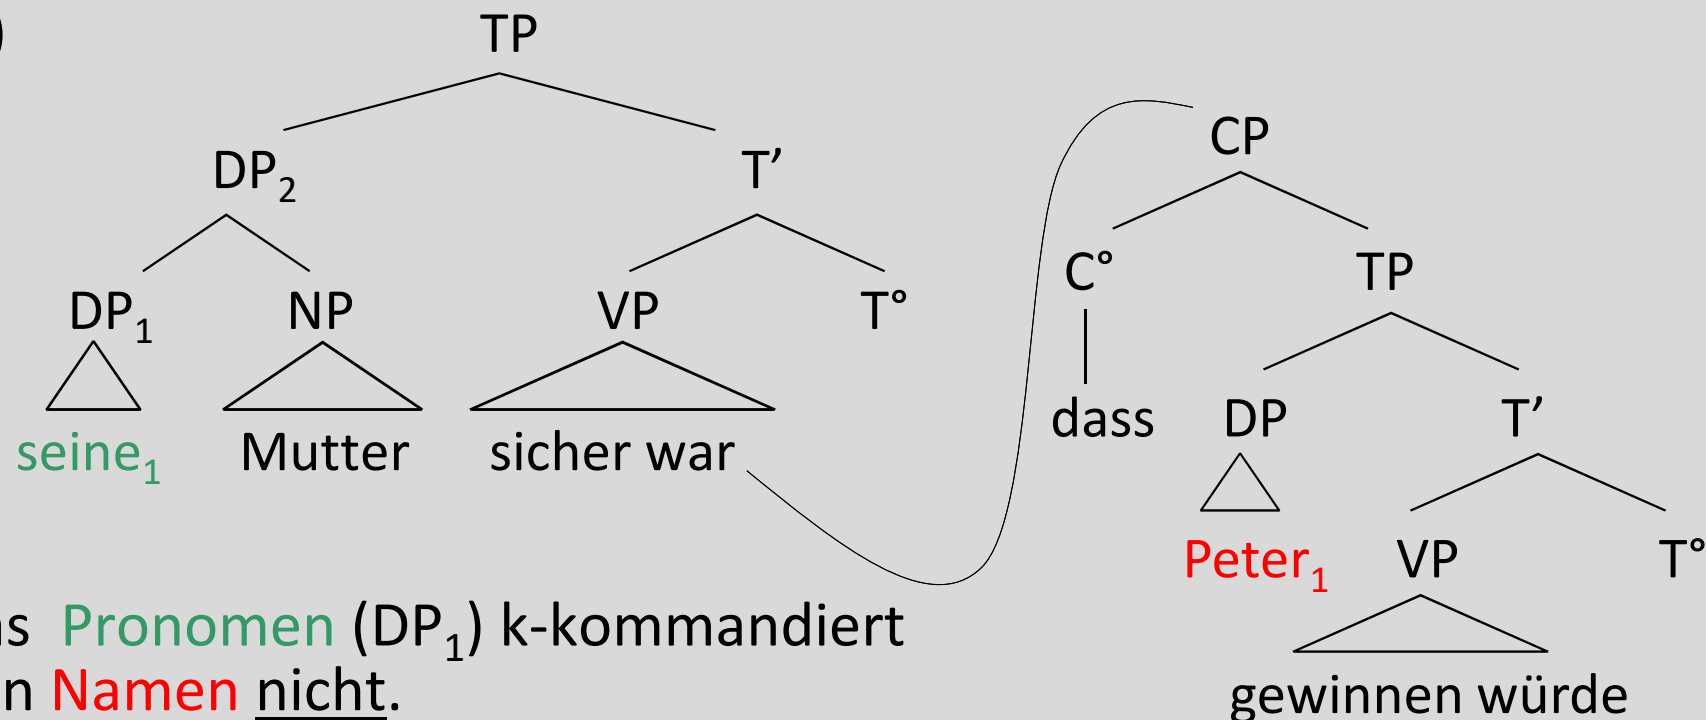 )
TP
DP₂ T’
CP
DP₁ NP VP T°
C° TP
seine₁ Mutter sicher war
dass DP T’
Peter₁ VP T°
Pronomen (DP₁) k-kommandiert
Namen nicht.
gewinnen würde